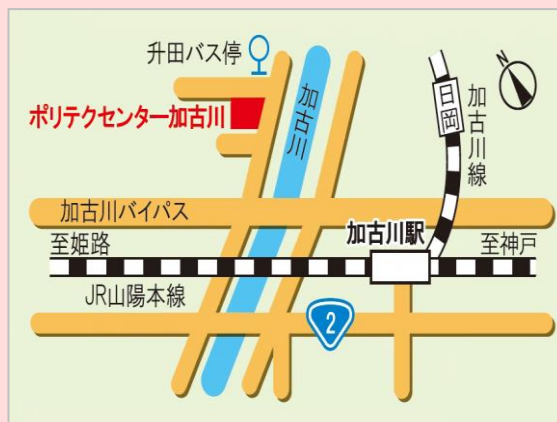 升田バス停
N
ポリテクセンター加古川
加古川
日岡
加古川線
加古川バイパス
至姫路
加古川駅
至神戸
JR山陽本線
2